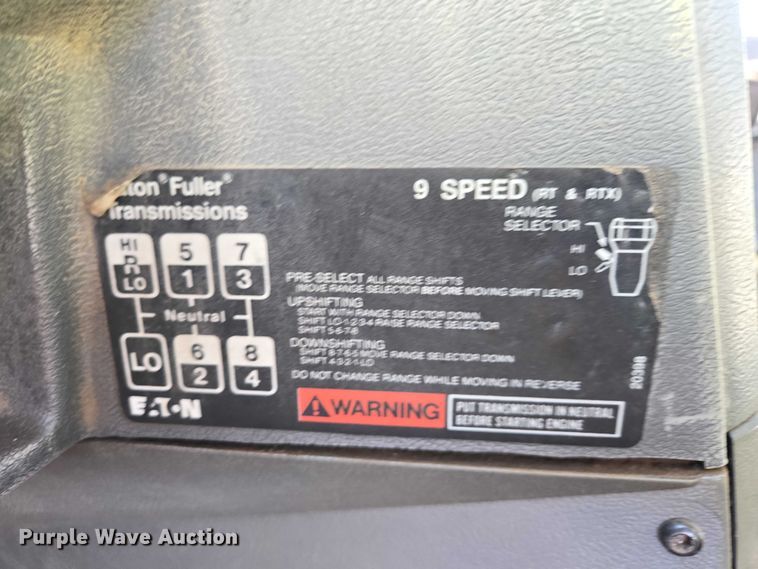 ton® Fuller®
Transmissions
9 SPEED (RT & RTX)
RANGE
SELECTOR
HI
LO
HI
R
LO
5
1
7
3
Neutral
LO
6
2
8
4
PRE-SELECT ALL RANGE SHIFTS
(MOVE RANGE SELECTOR BEFORE MOVING SHIFT LEVER)
UPSHIFTING
START WITH RANGE SELECTOR DOWN
SHIFT LO-1-2-3-4 RAISE RANGE SELECTOR
SHIFT 5-6-7-8
DOWNSHIFTING
SHIFT 8-7-6-5 MOVE RANGE SELECTOR DOWN
SHIFT 4-3-2-1-LO
DO NOT CHANGE RANGE WHILE MOVING IN REVERSE
EATON
WARNING
PUT TRANSMISSION IN NEUTRAL
BEFORE STARTING ENGINE
20398
Purple Wave Auction